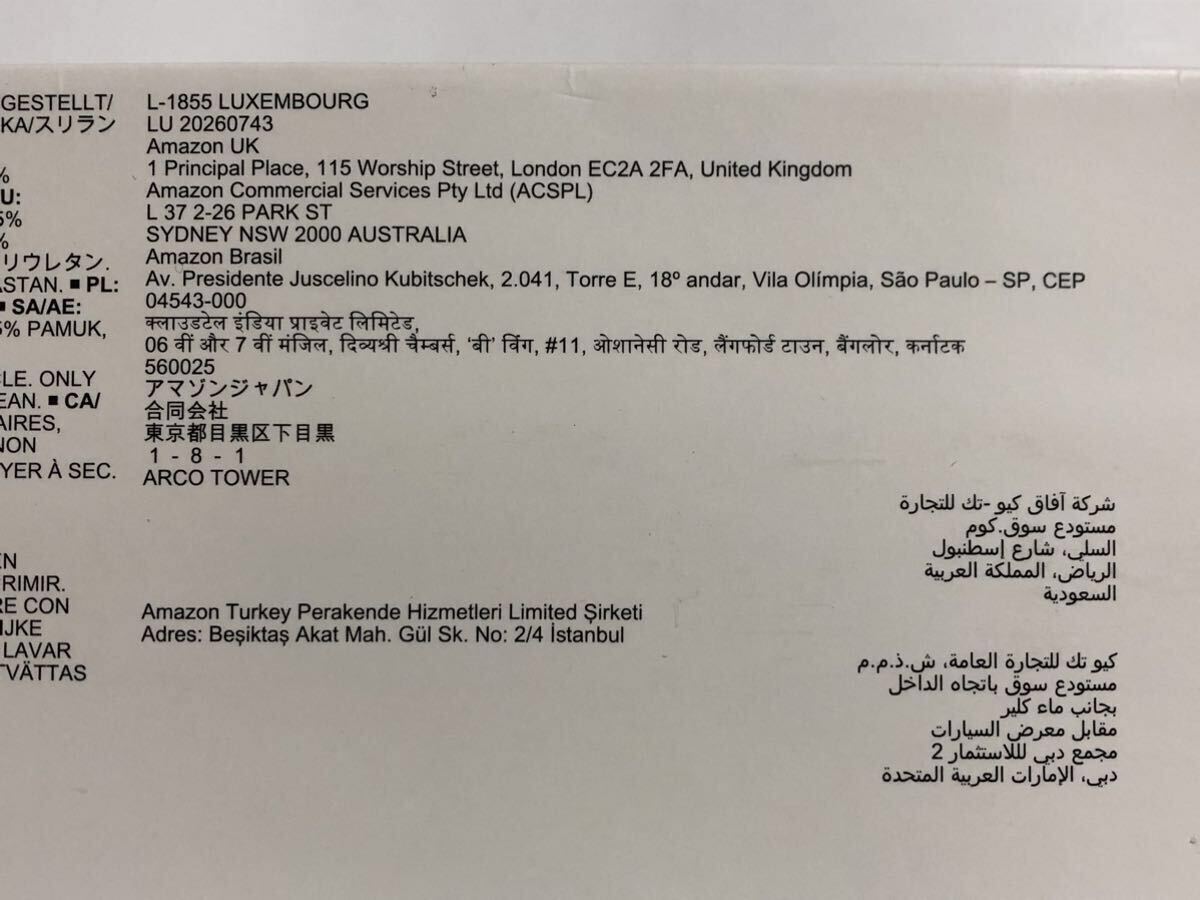 GESTELLT/
KA/スリラン
%
U:
5%
%
リウレタン.
ASTAN. ■ PL:
■ SA/AE:
5% PAMUK,
CLE. ONLY
EAN. ■ CA/
AIRES,
NON
YER À SEC.
EN
RIMIR.
RE CON
IJKE
LAVAR
TVÄTTAS
L-1855 LUXEMBOURG
LU 20260743
Amazon UK
1 Principal Place, 115 Worship Street, London EC2A 2FA, United Kingdom
Amazon Commercial Services Pty Ltd (ACSPL)
L 37 2-26 PARK ST
SYDNEY NSW 2000 AUSTRALIA
Amazon Brasil
Av. Presidente Juscelino Kubitschek, 2.041, Torre E, 18º andar, Vila Olímpia, São Paulo – SP, CEP
04543-000
क्लाउडटेल इंडिया प्राइवेट लिमिटेड,
06 वीं और 7 वीं मंजिल, दिव्यश्री चैम्बर्स, ‘बी’ विंग, #11, ओशानेसी रोड, लैंगफोर्ड टाउन, बैंगलोर, कर्नाटक
560025
アマゾンジャパン
合同会社
東京都目黒区下目黒
1 - 8 - 1
ARCO TOWER
شركة آفاق كيو -تك للتجارة
مستودع سوق.كوم
السلي، شارع إسطنبول
الرياض، المملكة العربية
السعودية
Amazon Turkey Perakende Hizmetleri Limited Şirketi
Adres: Beşiktaş Akat Mah. Gül Sk. No: 2/4 İstanbul
كيو تك للتجارة العامة، ش.ذ.م.م
مستودع سوق باتجاه الداخل
بجانب ماء كلير
مقابل معرض السيارات
مجمع دبي لللاستثمار 2
دبي، الإمارات العربية المتحدة